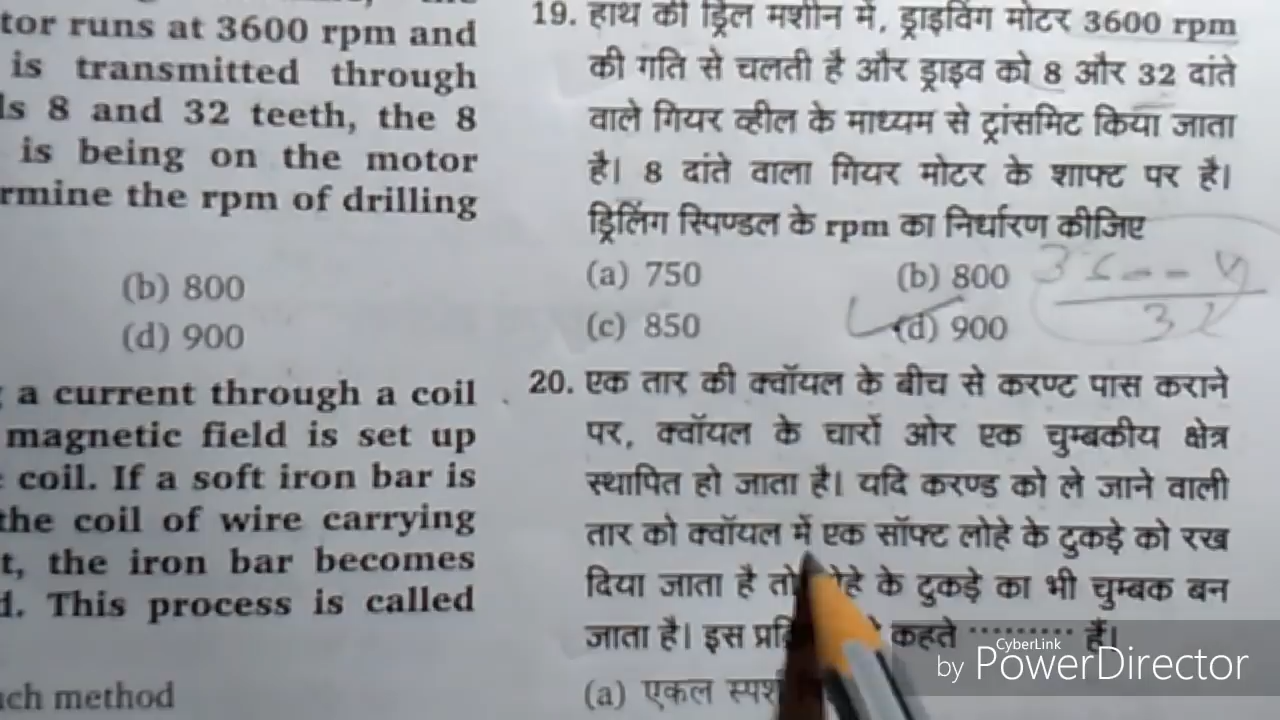 tor runs at 3600 rpm and
is transmitted through
ls 8 and 32 teeth, the 8
is being on the motor
rmine the rpm of drilling
(b) 800
(d) 900
a current through a coil
magnetic field is set up
coil. If a soft iron bar is
the coil of wire carrying
t, the iron bar becomes
d. This process is called
ach method
19. हाथ की ड्रिल मशीन में, ड्राइविंग मोटर 3600 rpm
की गति से चलती है और ड्राइव को 8 और 32 दांते
वाले गियर व्हील के माध्यम से ट्रांसमिट किया जाता
है। 8 दांते वाला गियर मोटर के शाफ्ट पर है।
ड्रिलिंग स्पिण्डल के rpm का निर्धारण कीजिए
(a) 750 (b) 800
(c) 850 (d) 900
20. एक तार की क्वॉयल के बीच से करण्ट पास कराने
पर, क्वॉयल के चारों ओर एक चुम्बकीय क्षेत्र
स्थापित हो जाता है। यदि करण्ड को ले जाने वाली
तार को क्वॉयल में एक सॉफ्ट लोहे के टुकड़े को रख
दिया जाता है तो के टुकड़े का भी चुम्बक बन
जाता है। इस कहते ·········· हैं।
(a) एकल
CyberLink
by PowerDirector